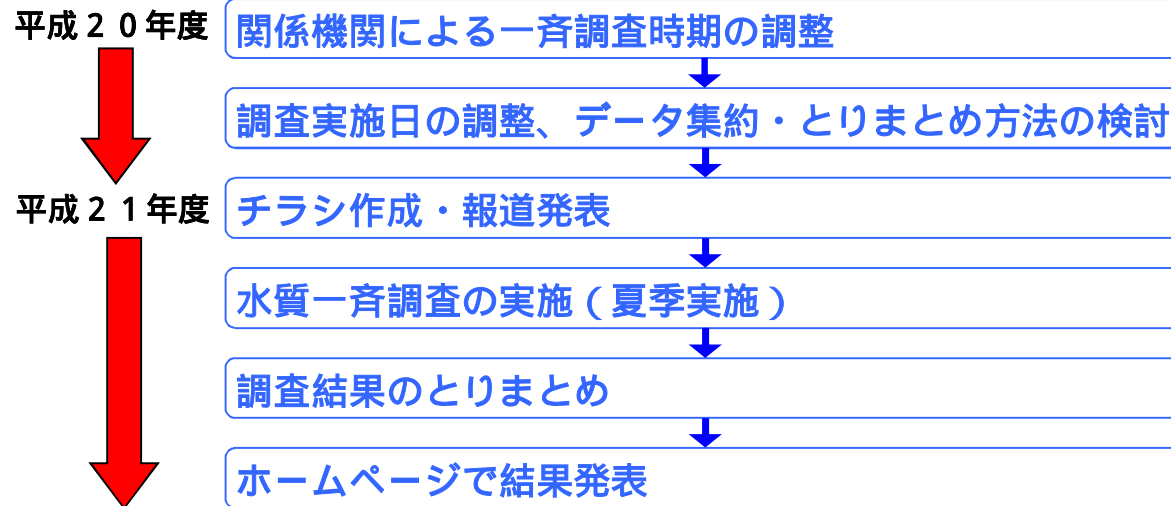 平成２０年度
関係機関による一斉調査時期の調整
調査実施日の調整、データ集約・とりまとめ方法の検討
平成２１年度
チラシ作成・報道発表
水質一斉調査の実施（夏季実施）
調査結果のとりまとめ
ホームページで結果発表